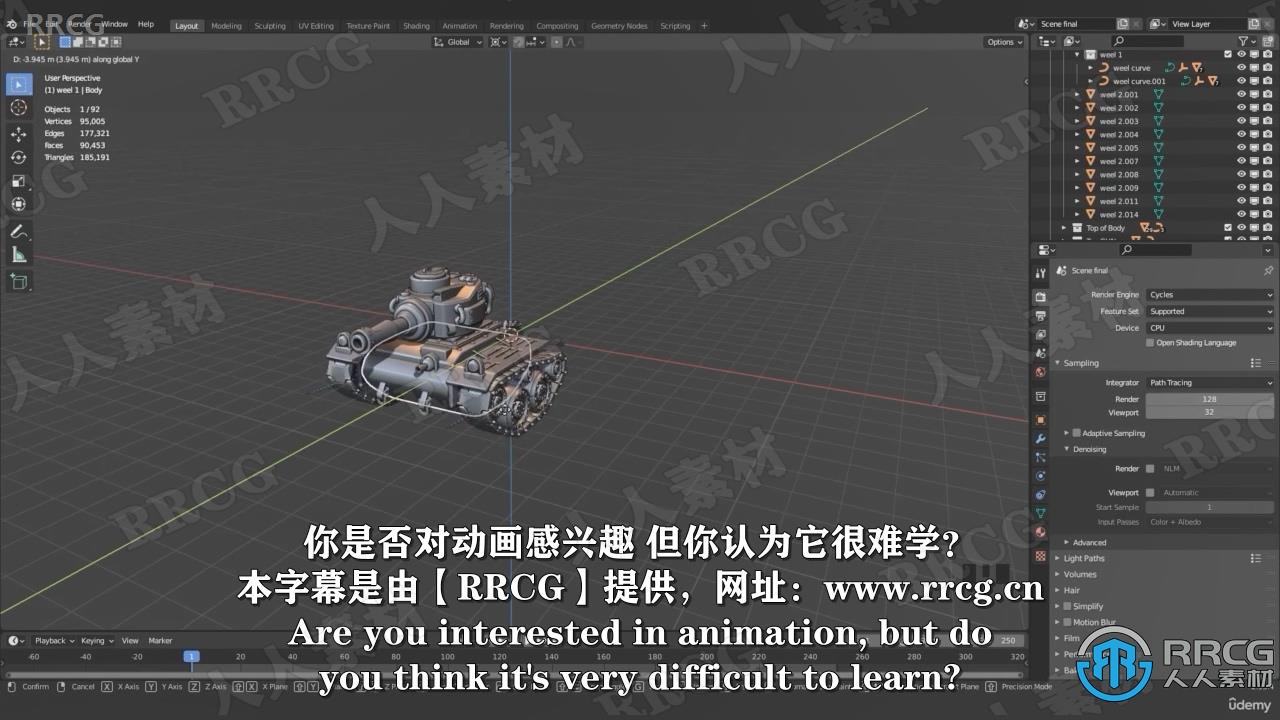 File Edit Render Window Help
Layout Modeling Sculpting UV Editing Texture Paint Shading Animation Rendering Compositing Geometry Nodes Scripting +
Scene final
View Layer
Global
Options
D: -3.945 m (3.945 m) along global Y
User Perspective
(1) weel 1 | Body
Objects 1/92
Vertices 95,005
Edges 177,321
Faces 90,453
Triangles 185,191
weel 1
weel curve
weel curve.001
weel 2.001
weel 2.002
weel 2.003
weel 2.004
weel 2.005
weel 2.007
weel 2.008
weel 2.009
weel 2.011
weel 2.014
Top of Body
Scene final
Render Engine Cycles
Feature Set Supported
Device CPU
Open Shading Language
Sampling
Integrator Path Tracing
Render 128
Viewport 32
Adaptive Sampling
Denoising
Render NLM
Viewport Automatic
Start Sample 1
Input Passes Color + Albedo
Advanced
Light Paths
Volumes
Hair
Simplify
Motion Blur
Film
你是否对动画感兴趣 但你认为它很难学？
本字幕是由【RRCG】提供，网址：www.rrcg.cn
Are you interested in animation, but do
you think it's very difficult to learn?
Playback Keying View Marker
250
-60 -40 -20 1 20 40 60 80 100 120 140 160 180 200 220 240 260 280 300 320
Confirm Cancel X X Axis Y Y Axis Z Z Axis X X Plane
Precision Mode
RRCG
人人素材
ûdemy